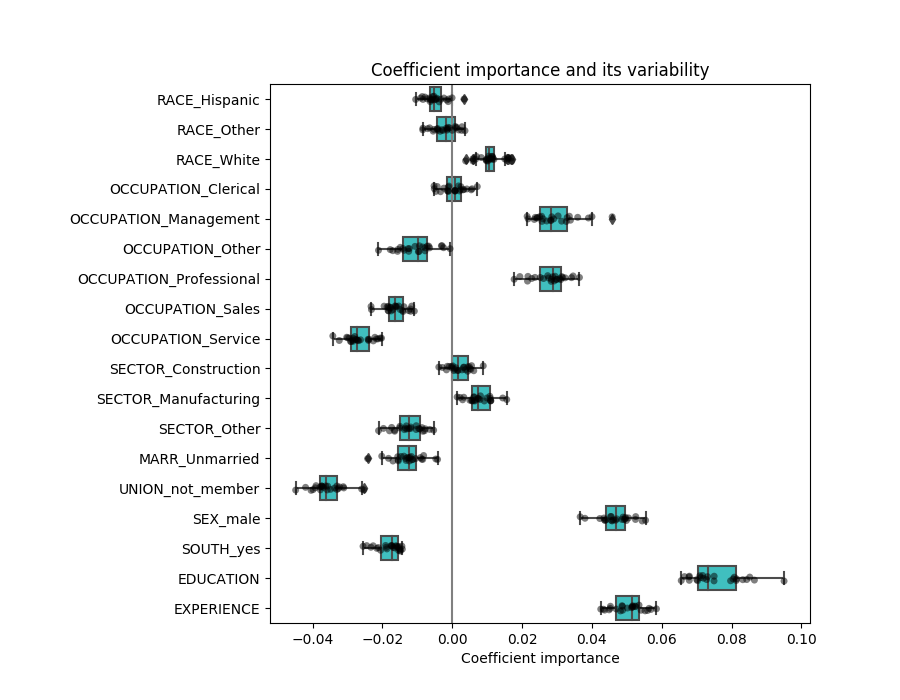 Coefficient importance and its variability
RACE_Hispanic
RACE_Other
RACE_White
OCCUPATION_Clerical
OCCUPATION_Management
OCCUPATION_Other
OCCUPATION_Professional
OCCUPATION_Sales
OCCUPATION_Service
SECTOR_Construction
SECTOR_Manufacturing
SECTOR_Other
MARR_Unmarried
UNION_not_member
SEX_male
SOUTH_yes
EDUCATION
EXPERIENCE
−0.04 −0.02 0.00 0.02 0.04 0.06 0.08 0.10
Coefficient importance